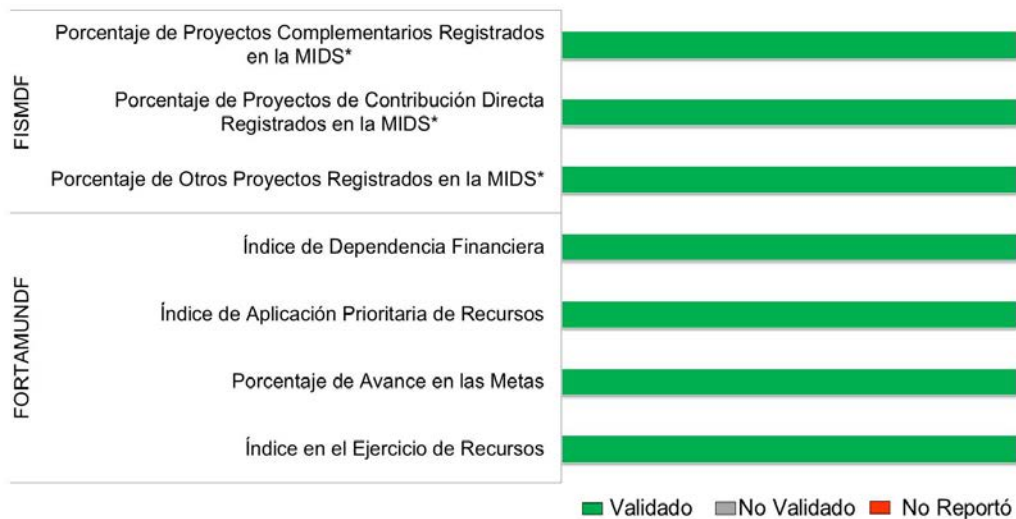 FISMDF
Porcentaje de Proyectos Complementarios Registrados
en la MIDS*
Porcentaje de Proyectos de Contribución Directa
Registrados en la MIDS*
Porcentaje de Otros Proyectos Registrados en la MIDS*
FORTAMUNDF
Índice de Dependencia Financiera
Índice de Aplicación Prioritaria de Recursos
Porcentaje de Avance en las Metas
Índice en el Ejercicio de Recursos
Validado No Validado No Reportó